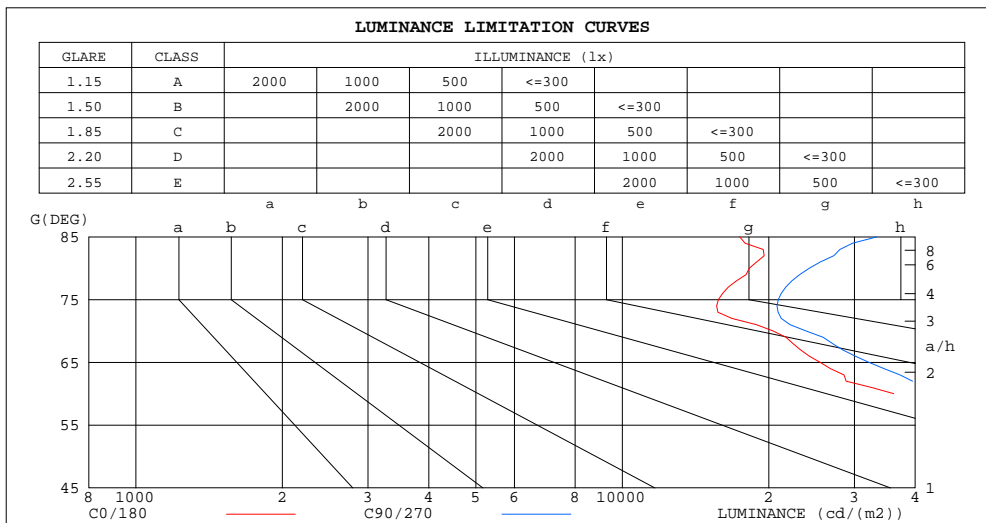 LUMINANCE LIMITATION CURVES
GLARE CLASS ILLUMINANCE (lx)
1.15 A 2000 1000 500 <=300
1.50 B 2000 1000 500 <=300
1.85 C 2000 1000 500 <=300
2.20 D 2000 1000 500 <=300
2.55 E 2000 1000 500 <=300
a b c d e f g h
G(DEG)
85 a b c d e f g h
8
6
75 4
3
a/h
65 2
55
45 1
8 1000 2 3 4 5 6 8 10000 2 3 4
C0/180 C90/270 LUMINANCE (cd/(m2))